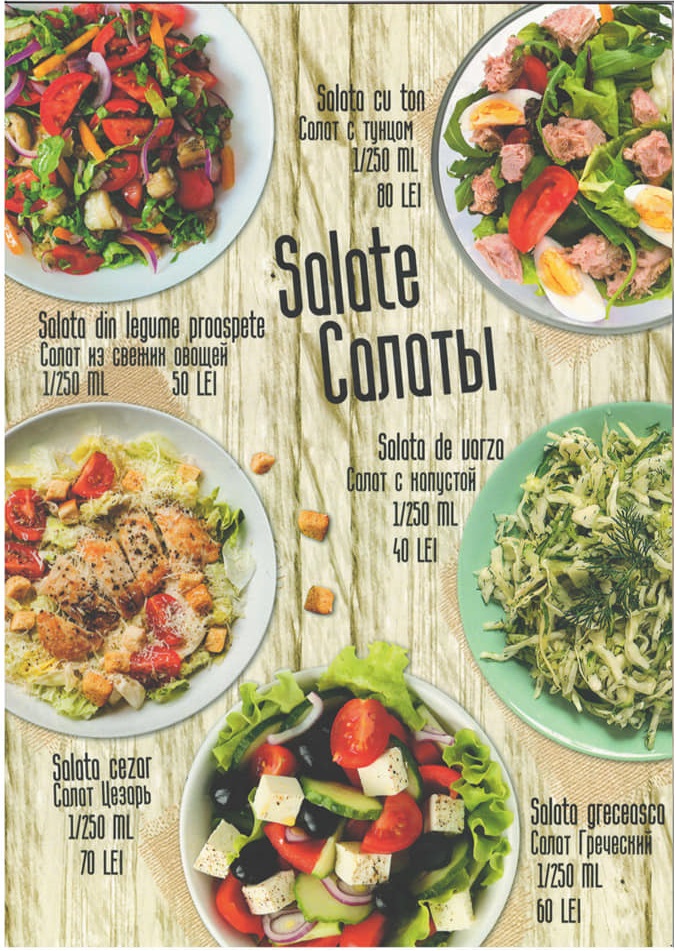 Salata cu ton
Салат с тунцом
1/250 ML
80 LEI
Salate
Салаты
Salata din legume proaspete
Салат из свежих овощей
1/250 ML 50 LEI
Salata de varza
Салат с капустой
1/250 ML
40 LEI
Salata cezar
Салат Цезарь
1/250 ML
70 LEI
Salata greceasca
Салат Греческий
1/250 ML
60 LEI